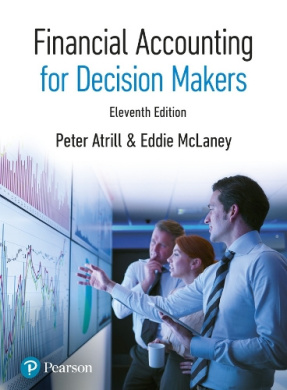 Financial Accounting
for Decision Makers
Eleventh Edition
Peter Atrill & Eddie McLaney
Pearson